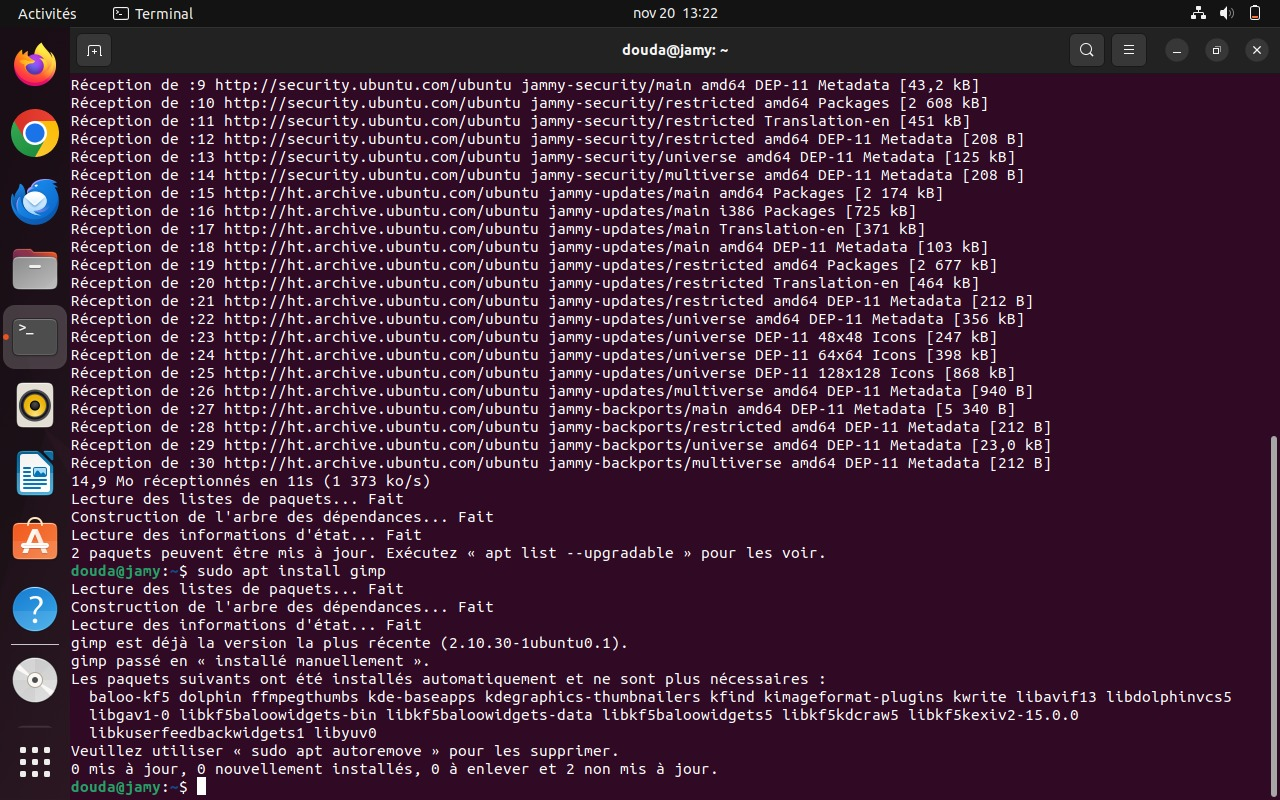 Activités
Terminal
nov 20 13:22
douda@jamy: ~
Réception de :9 http://security.ubuntu.com/ubuntu jammy-security/main amd64 DEP-11 Metadata [43,2 kB]
Réception de :10 http://security.ubuntu.com/ubuntu jammy-security/restricted amd64 Packages [2 608 kB]
Réception de :11 http://security.ubuntu.com/ubuntu jammy-security/restricted Translation-en [451 kB]
Réception de :12 http://security.ubuntu.com/ubuntu jammy-security/restricted amd64 DEP-11 Metadata [208 B]
Réception de :13 http://security.ubuntu.com/ubuntu jammy-security/universe amd64 DEP-11 Metadata [125 kB]
Réception de :14 http://security.ubuntu.com/ubuntu jammy-security/multiverse amd64 DEP-11 Metadata [208 B]
Réception de :15 http://ht.archive.ubuntu.com/ubuntu jammy-updates/main amd64 Packages [2 174 kB]
Réception de :16 http://ht.archive.ubuntu.com/ubuntu jammy-updates/main i386 Packages [725 kB]
Réception de :17 http://ht.archive.ubuntu.com/ubuntu jammy-updates/main Translation-en [371 kB]
Réception de :18 http://ht.archive.ubuntu.com/ubuntu jammy-updates/main amd64 DEP-11 Metadata [103 kB]
Réception de :19 http://ht.archive.ubuntu.com/ubuntu jammy-updates/restricted amd64 Packages [2 677 kB]
Réception de :20 http://ht.archive.ubuntu.com/ubuntu jammy-updates/restricted Translation-en [464 kB]
Réception de :21 http://ht.archive.ubuntu.com/ubuntu jammy-updates/restricted amd64 DEP-11 Metadata [212 B]
Réception de :22 http://ht.archive.ubuntu.com/ubuntu jammy-updates/universe amd64 DEP-11 Metadata [356 kB]
Réception de :23 http://ht.archive.ubuntu.com/ubuntu jammy-updates/universe DEP-11 48x48 Icons [247 kB]
Réception de :24 http://ht.archive.ubuntu.com/ubuntu jammy-updates/universe DEP-11 64x64 Icons [398 kB]
Réception de :25 http://ht.archive.ubuntu.com/ubuntu jammy-updates/universe DEP-11 128x128 Icons [868 kB]
Réception de :26 http://ht.archive.ubuntu.com/ubuntu jammy-updates/multiverse amd64 DEP-11 Metadata [940 B]
Réception de :27 http://ht.archive.ubuntu.com/ubuntu jammy-backports/main amd64 DEP-11 Metadata [5 340 B]
Réception de :28 http://ht.archive.ubuntu.com/ubuntu jammy-backports/restricted amd64 DEP-11 Metadata [212 B]
Réception de :29 http://ht.archive.ubuntu.com/ubuntu jammy-backports/universe amd64 DEP-11 Metadata [23,0 kB]
Réception de :30 http://ht.archive.ubuntu.com/ubuntu jammy-backports/multiverse amd64 DEP-11 Metadata [212 B]
14,9 Mo réceptionnés en 11s (1 373 ko/s)
Lecture des listes de paquets... Fait
Construction de l'arbre des dépendances... Fait
Lecture des informations d'état... Fait
2 paquets peuvent être mis à jour. Exécutez « apt list --upgradable » pour les voir.
douda@jamy:~$ sudo apt install gimp
Lecture des listes de paquets... Fait
Construction de l'arbre des dépendances... Fait
Lecture des informations d'état... Fait
gimp est déjà la version la plus récente (2.10.30-1ubuntu0.1).
gimp passé en « installé manuellement ».
Les paquets suivants ont été installés automatiquement et ne sont plus nécessaires :
  baloo-kf5 dolphin ffmpegthumbs kde-baseapps kdegraphics-thumbnailers kfind kimageformat-plugins kwrite libavif13 libdolphinvcs5
  libgav1-0 libkf5baloowidgets-bin libkf5baloowidgets-data libkf5baloowidgets5 libkf5kdcraw5 libkf5kexiv2-15.0.0
  libkuserfeedbackwidgets1 libyuv0
Veuillez utiliser « sudo apt autoremove » pour les supprimer.
0 mis à jour, 0 nouvellement installés, 0 à enlever et 2 non mis à jour.
douda@jamy:~$